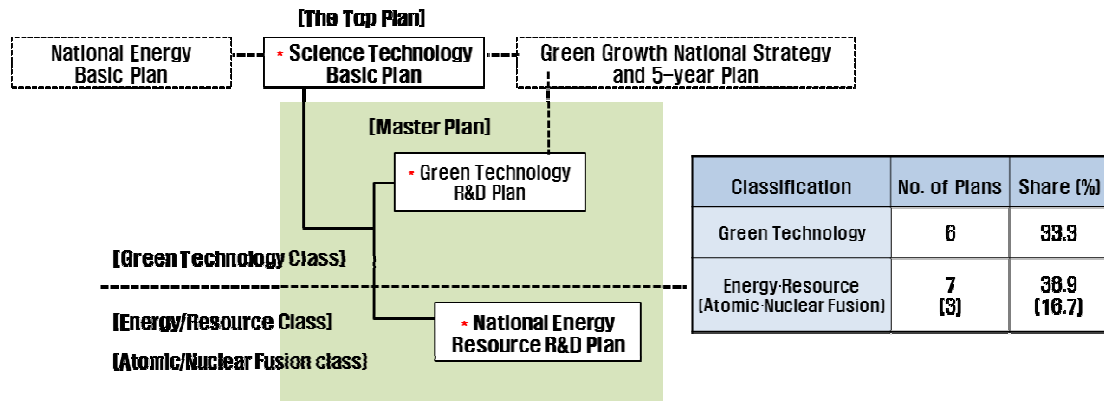 [The Top Plan]
National Energy
Basic Plan
* Science Technology
Basic Plan
Green Growth National Strategy
and 5-year Plan
[Master Plan]
* Green Technology
R&D Plan
[Green Technology Class]
[Energy/Resource Class]
(Atomic/Nuclear Fusion class)
* National Energy
Resource R&D Plan
Classification No. of Plans Share (%)
Green Technology 6 33.3
Energy·Resource 7 38.9
(Atomic·Nuclear Fusion) (3) (16.7)